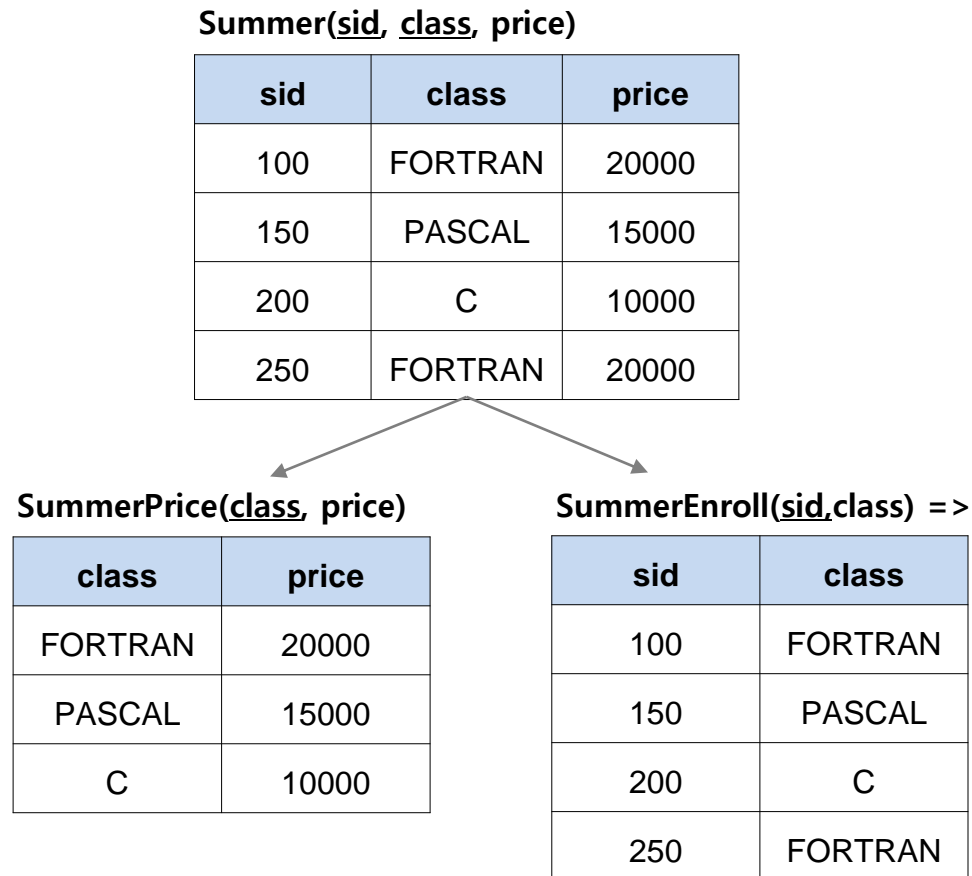 Summer(sid, class, price)
sid class price
100 FORTRAN 20000
150 PASCAL 15000
200 C 10000
250 FORTRAN 20000
SummerPrice(class, price)
class price
FORTRAN 20000
PASCAL 15000
C 10000
SummerEnroll(sid,class) =>
sid class
100 FORTRAN
150 PASCAL
200 C
250 FORTRAN